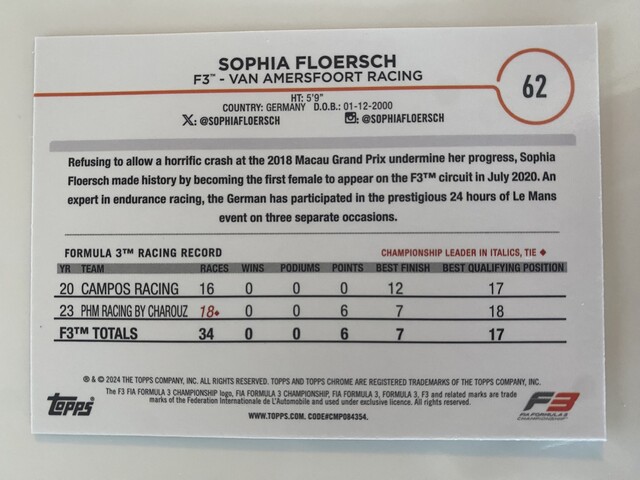 SOPHIA FLOERSCH
F3™ - VAN AMERSFOORT RACING
62
HT: 5'9"
COUNTRY: GERMANY D.O.B.: 01-12-2000
X: @SOPHIAFLOERSCH : @SOPHIAFLOERSCH
Refusing to allow a horrific crash at the 2018 Macau Grand Prix undermine her progress, Sophia
Floersch made history by becoming the first female to appear on the F3™ circuit in July 2020. An
expert in endurance racing, the German has participated in the prestigious 24 hours of Le Mans
event on three separate occasions.
FORMULA 3™ RACING RECORD CHAMPIONSHIP LEADER IN ITALICS, TIE ♦
YR TEAM RACES WINS PODIUMS POINTS BEST FINISH BEST QUALIFYING POSITION
20 CAMPOS RACING 16 0 0 0 12 17
23 PHM RACING BY CHAROUZ 18♦ 0 0 6 7 18
F3™ TOTALS 34 0 0 6 7 17
® & © 2024 THE TOPPS COMPANY, INC. ALL RIGHTS RESERVED. TOPPS AND TOPPS CHROME ARE REGISTERED TRADEMARKS OF THE TOPPS COMPANY, INC.
The F3 FIA FORMULA 3 CHAMPIONSHIP logo, FIA FORMULA 3 CHAMPIONSHIP, FIA FORMULA 3, FORMULA 3, F3 and related marks are trade
marks of the Federation Internationale de L'Automobile and used under exclusive licence. All rights reserved.
WWW.TOPPS.COM. CODE#CMP084354.
Topps
F3
FIA FORMULA 3
CHAMPIONSHIP